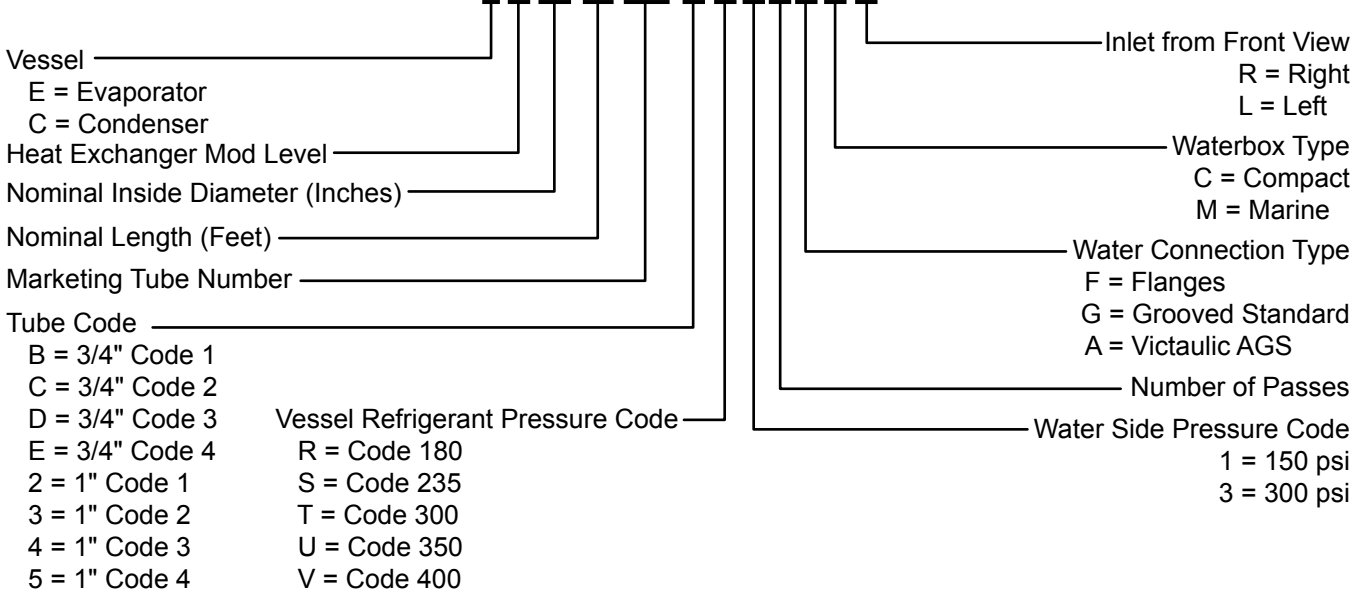 Vessel
E = Evaporator
C = Condenser
Heat Exchanger Mod Level
Nominal Inside Diameter (Inches)
Nominal Length (Feet)
Marketing Tube Number
Tube Code
B = 3/4" Code 1
C = 3/4" Code 2
D = 3/4" Code 3
E = 3/4" Code 4
2 = 1" Code 1
3 = 1" Code 2
4 = 1" Code 3
5 = 1" Code 4
Vessel Refrigerant Pressure Code
R = Code 180
S = Code 235
T = Code 300
U = Code 350
V = Code 400
Inlet from Front View
R = Right
L = Left
Waterbox Type
C = Compact
M = Marine
Water Connection Type
F = Flanges
G = Grooved Standard
A = Victaulic AGS
Number of Passes
Water Side Pressure Code
1 = 150 psi
3 = 300 psi